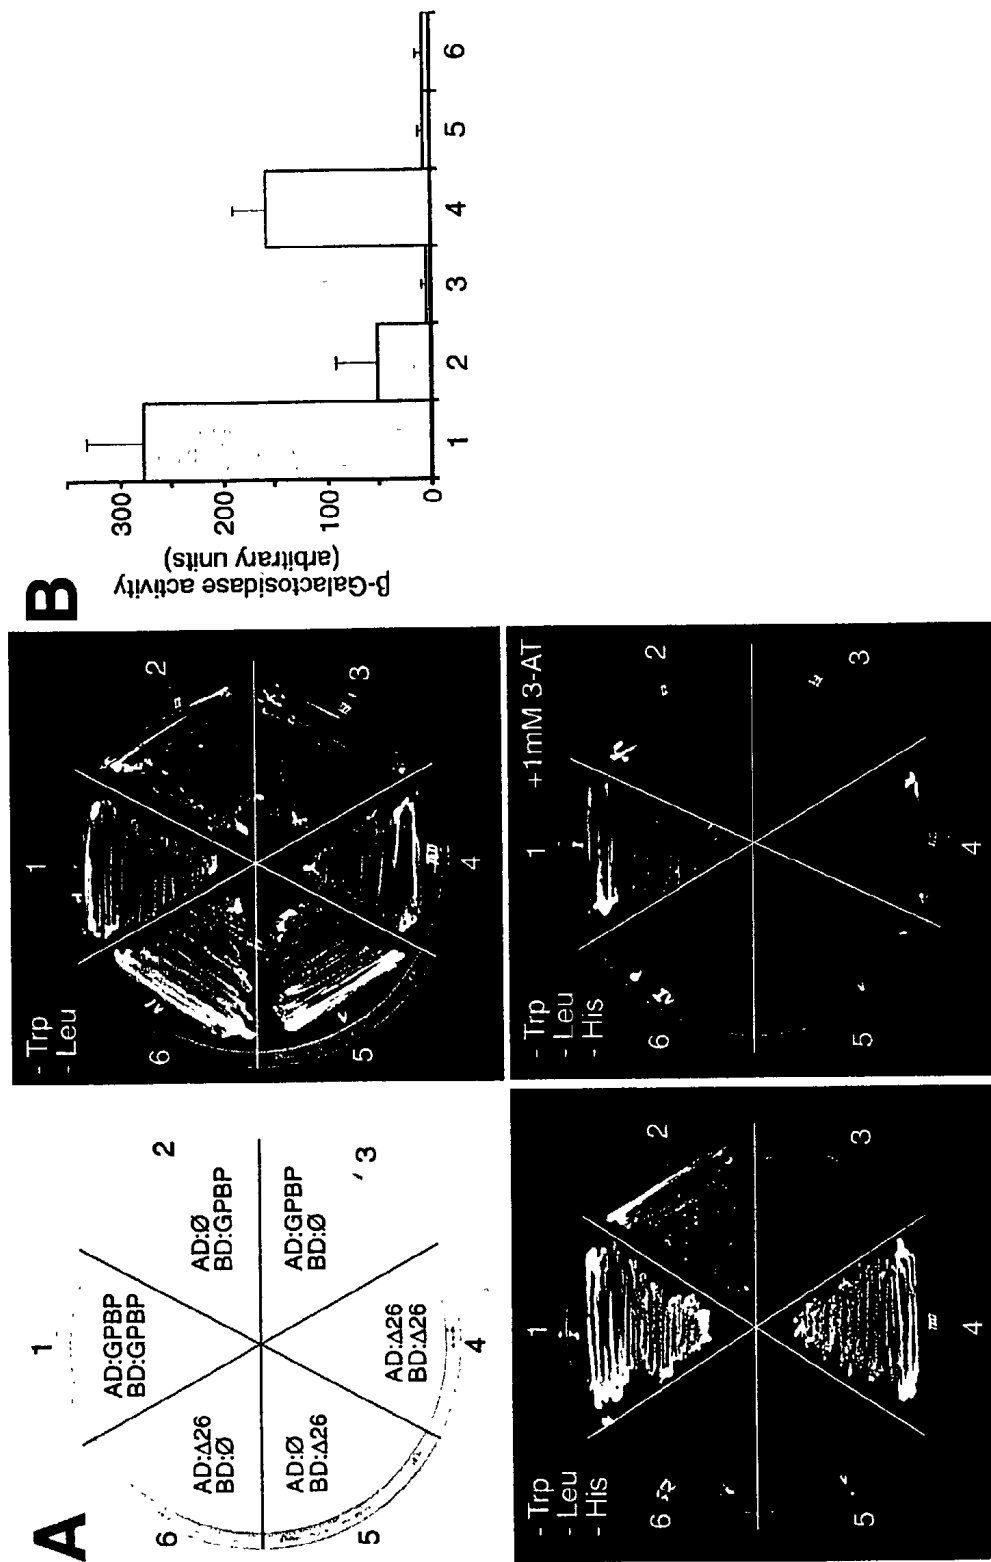 A
1
AD:GPBP
BD:GPBP
2
AD:Ø
BD:GPBP
3
AD:GPBP
BD:Ø
4
AD:Δ26
BD:Δ26
5
AD:Ø
BD:Δ26
6
AD:Δ26
BD:Ø
- Trp
- Leu
1
2
3
4
5
6
- Trp
- Leu
- His
1
2
3
4
5
6
- Trp
- Leu
- His
+1mM 3-AT
1
2
3
4
5
6
B
β-Galactosidase activity
(arbitrary units)
300
200
100
0
1 2 3 4 5 6